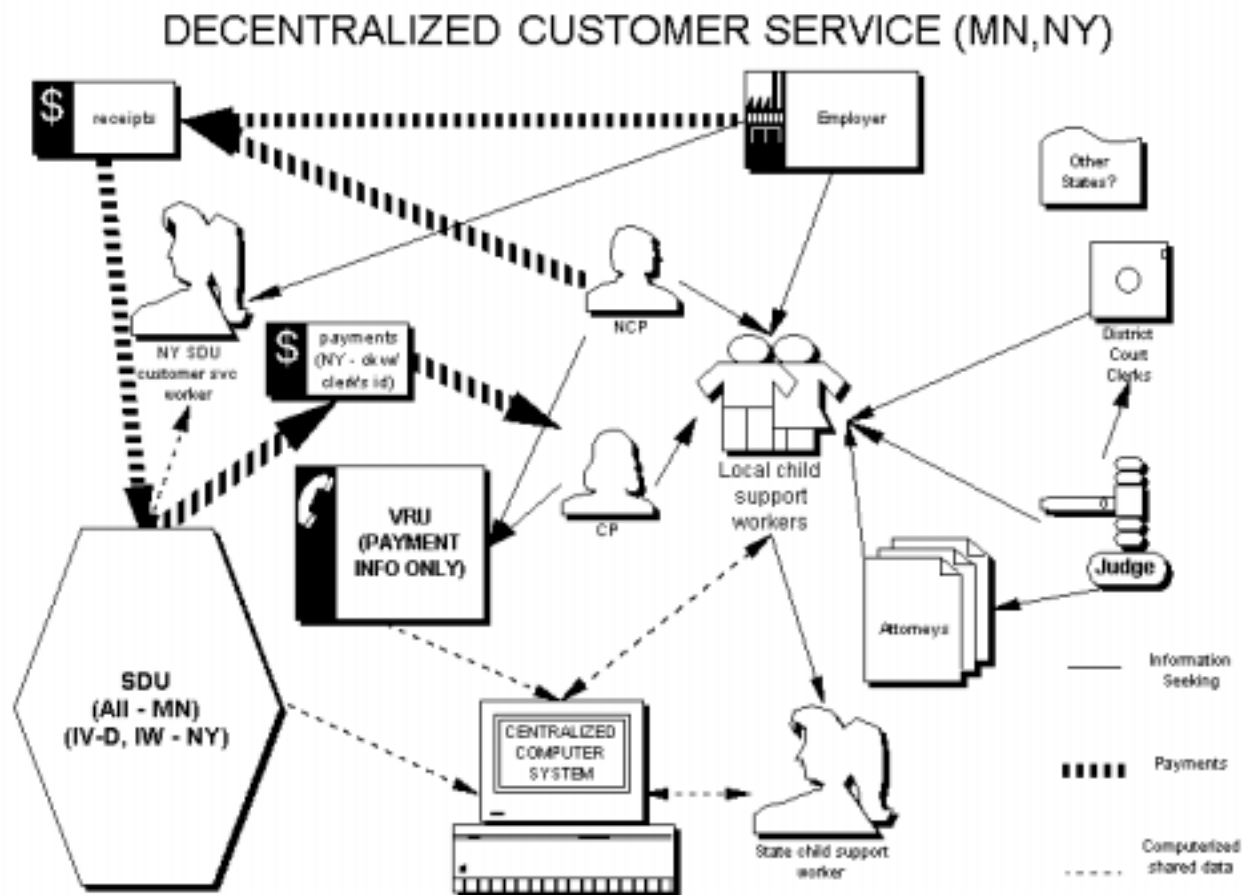 DECENTRALIZED CUSTOMER SERVICE (MN,NY)
$
receipts
Employer
Other
States?
NCP
District
Court
Clerks
NY SDU
customer svc
worker
$
payments
(NY -
clerk's id)
Local child
support
workers
CP
VRU
(PAYMENT
INFO ONLY)
Judge
Attorneys
SDU
(All - MN)
(IV-D, IW - NY)
CENTRALIZED
COMPUTER
SYSTEM
State child support
worker
Information
Seeking
Payments
Computerized
shared data